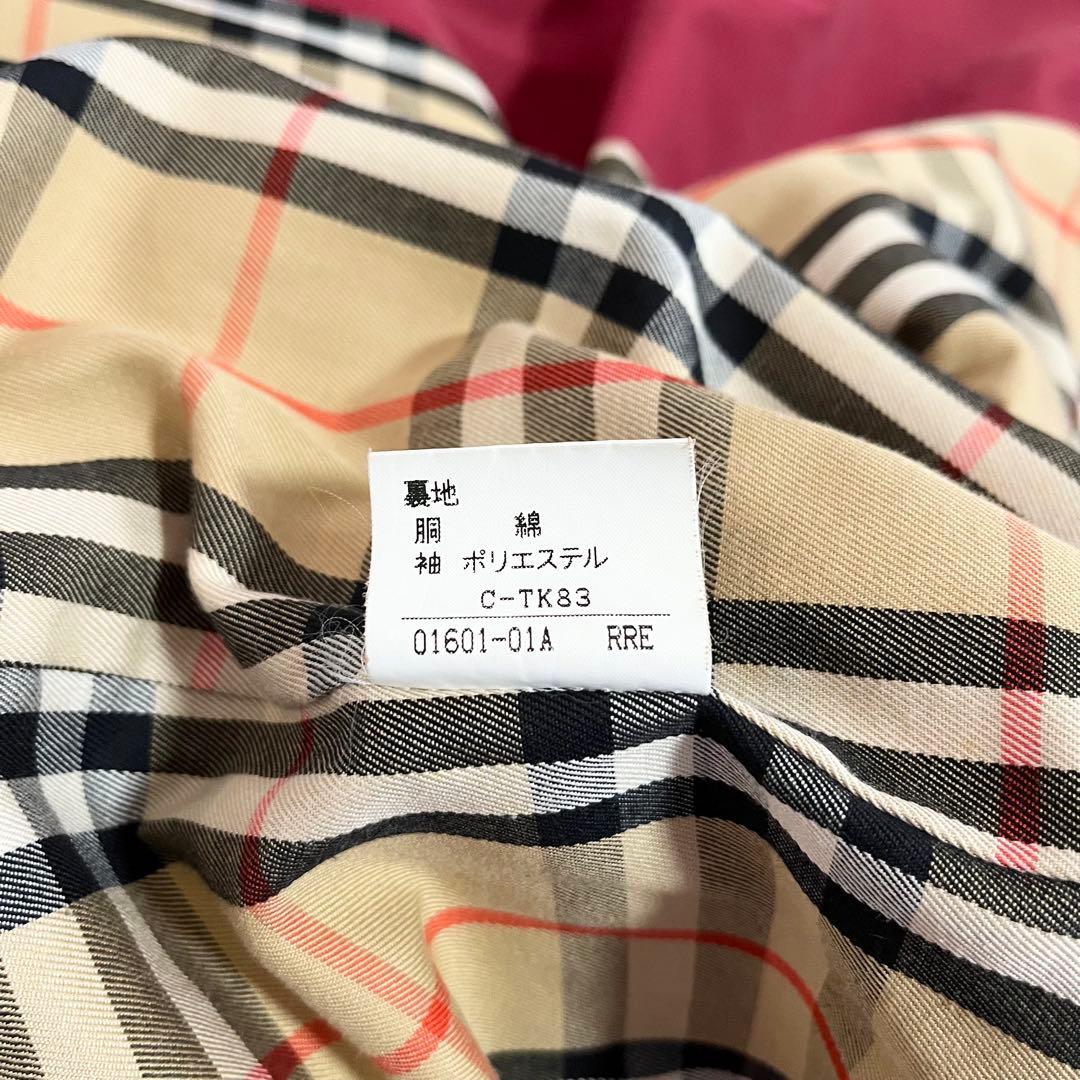 裏地
胴 綿
袖 ポリエステル
C-TK83
01601-01A RRE